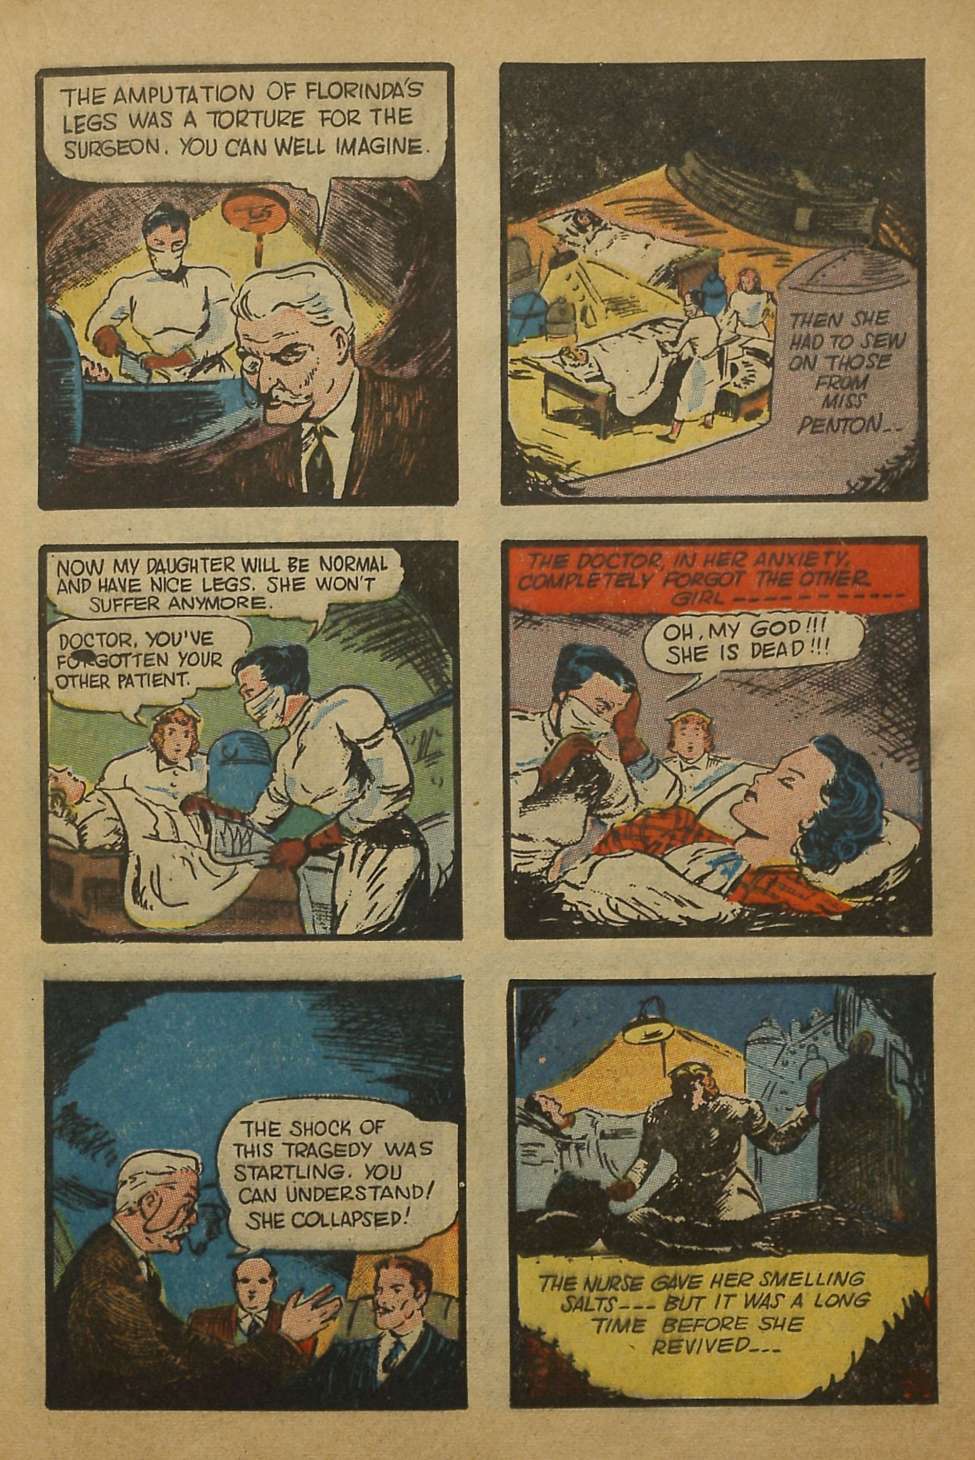 THE AMPUTATION OF FLORINDA'S
LEGS WAS A TORTURE FOR THE
SURGEON. YOU CAN WELL IMAGINE.
THEN SHE
HAD TO SEW
ON THOSE
FROM
MISS
PENTON--
NOW MY DAUGHTER WILL BE NORMAL
AND HAVE NICE LEGS. SHE WON'T
SUFFER ANYMORE.
DOCTOR, YOU'VE
FORGOTTEN YOUR
OTHER PATIENT.
THE DOCTOR, IN HER ANXIETY,
COMPLETELY FORGOT THE OTHER
GIRL -----------
OH, MY GOD!!!
SHE IS DEAD!!!
THE SHOCK OF
THIS TRAGEDY WAS
STARTLING. YOU
CAN UNDERSTAND!
SHE COLLAPSED!
THE NURSE GAVE HER SMELLING
SALTS--- BUT IT WAS A LONG
TIME BEFORE SHE
REVIVED---